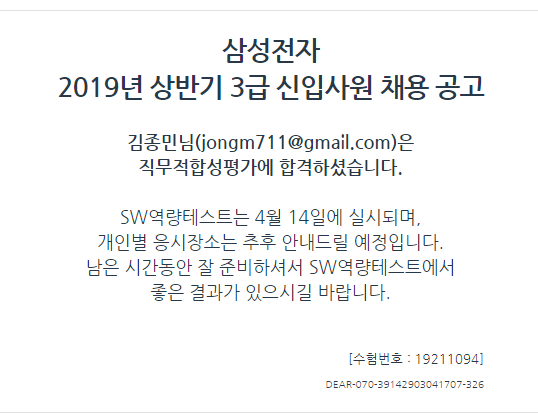 삼성전자
2019년 상반기 3급 신입사원 채용 공고
김종민님(jongm711@gmail.com)은
직무적합성평가에 합격하셨습니다.
SW역량테스트는 4월 14일에 실시되며,
개인별 응시장소는 추후 안내드릴 예정입니다.
남은 시간동안 잘 준비하셔서 SW역량테스트에서
좋은 결과가 있으시길 바랍니다.
[수험번호 : 19211094]
DEAR-070-39142903041707-326